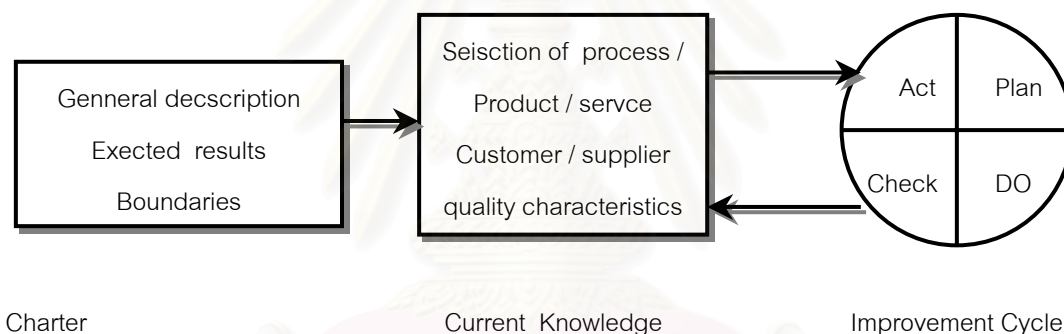 Genneral decscription
Exected results
Boundaries
Seisction of process /
Product / servce
Customer / supplier
quality characteristics
Act
Plan
Check
DO
Charter
Current Knowledge
Improvement Cycle